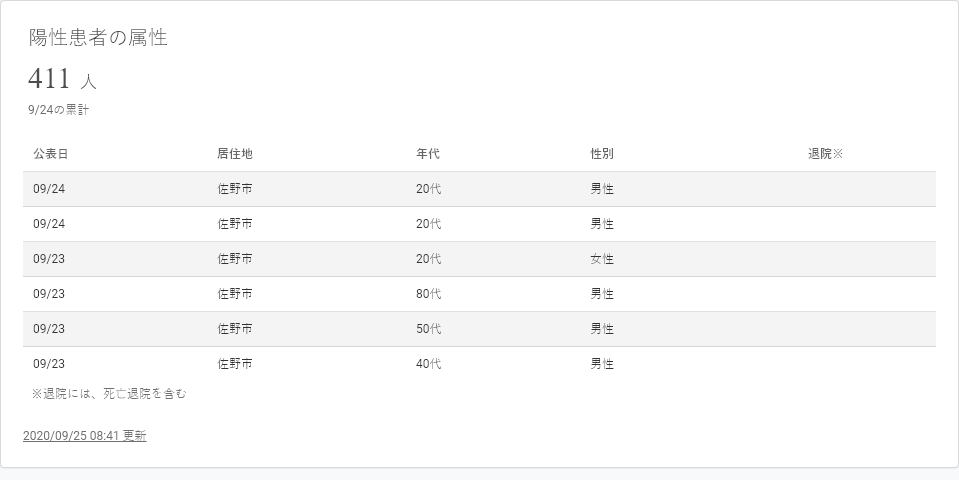 陽性患者の属性
411 人
9/24の累計
公表日 居住地 年代 性別 退院※
09/24 佐野市 20代 男性
09/24 佐野市 20代 男性
09/23 佐野市 20代 女性
09/23 佐野市 80代 男性
09/23 佐野市 50代 男性
09/23 佐野市 40代 男性
※退院には、死亡退院を含む
2020/09/25 08:41 更新